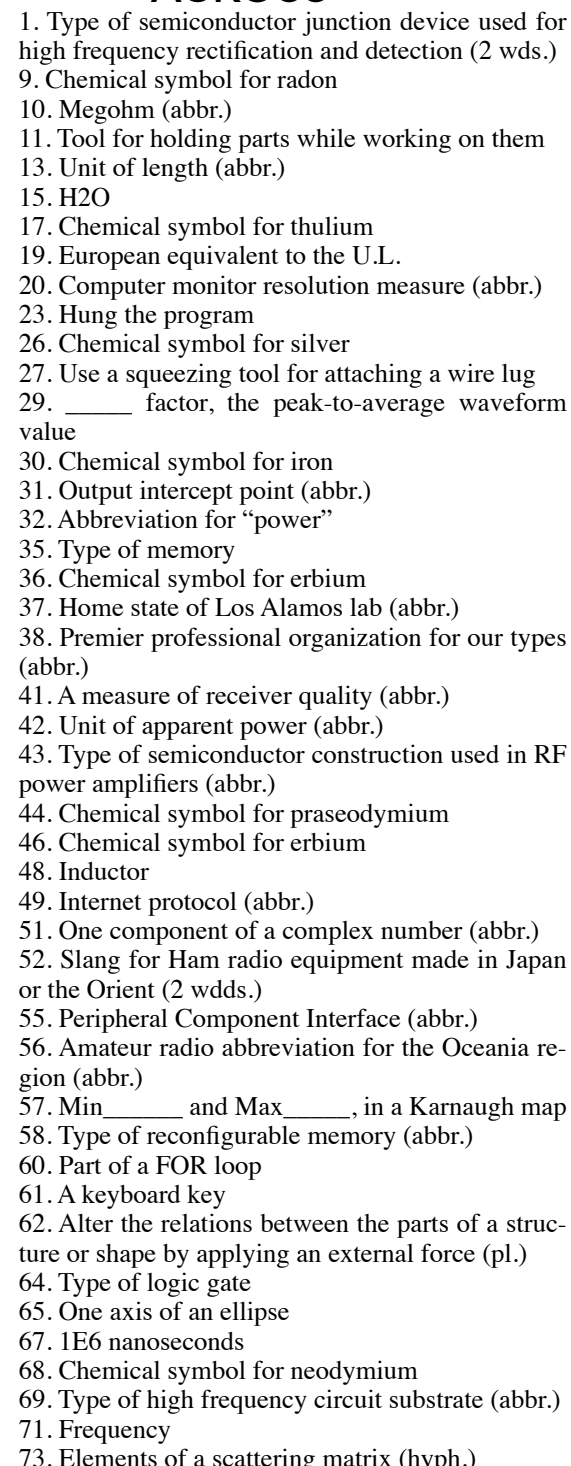 ACROSS
1. Type of semiconductor junction device used for
high frequency rectification and detection (2 wds.)
9. Chemical symbol for radon
10. Megohm (abbr.)
11. Tool for holding parts while working on them
13. Unit of length (abbr.)
15. H2O
17. Chemical symbol for thulium
19. European equivalent to the U.L.
20. Computer monitor resolution measure (abbr.)
23. Hung the program
26. Chemical symbol for silver
27. Use a squeezing tool for attaching a wire lug
29. _____ factor, the peak-to-average waveform
value
30. Chemical symbol for iron
31. Output intercept point (abbr.)
32. Abbreviation for “power”
35. Type of memory
36. Chemical symbol for erbium
37. Home state of Los Alamos lab (abbr.)
38. Premier professional organization for our types
(abbr.)
41. A measure of receiver quality (abbr.)
42. Unit of apparent power (abbr.)
43. Type of semiconductor construction used in RF
power amplifiers (abbr.)
44. Chemical symbol for praseodymium
46. Chemical symbol for erbium
48. Inductor
49. Internet protocol (abbr.)
51. One component of a complex number (abbr.)
52. Slang for Ham radio equipment made in Japan
or the Orient (2 wdds.)
55. Peripheral Component Interface (abbr.)
56. Amateur radio abbreviation for the Oceania re-
gion (abbr.)
57. Min______ and Max_____, in a Karnaugh map
58. Type of reconfigurable memory (abbr.)
60. Part of a FOR loop
61. A keyboard key
62. Alter the relations between the parts of a struc-
ture or shape by applying an external force (pl.)
64. Type of logic gate
65. One axis of an ellipse
67. 1E6 nanoseconds
68. Chemical symbol for neodymium
69. Type of high frequency circuit substrate (abbr.)
71. Frequency
73. Elements of a scattering matrix (hyph.)